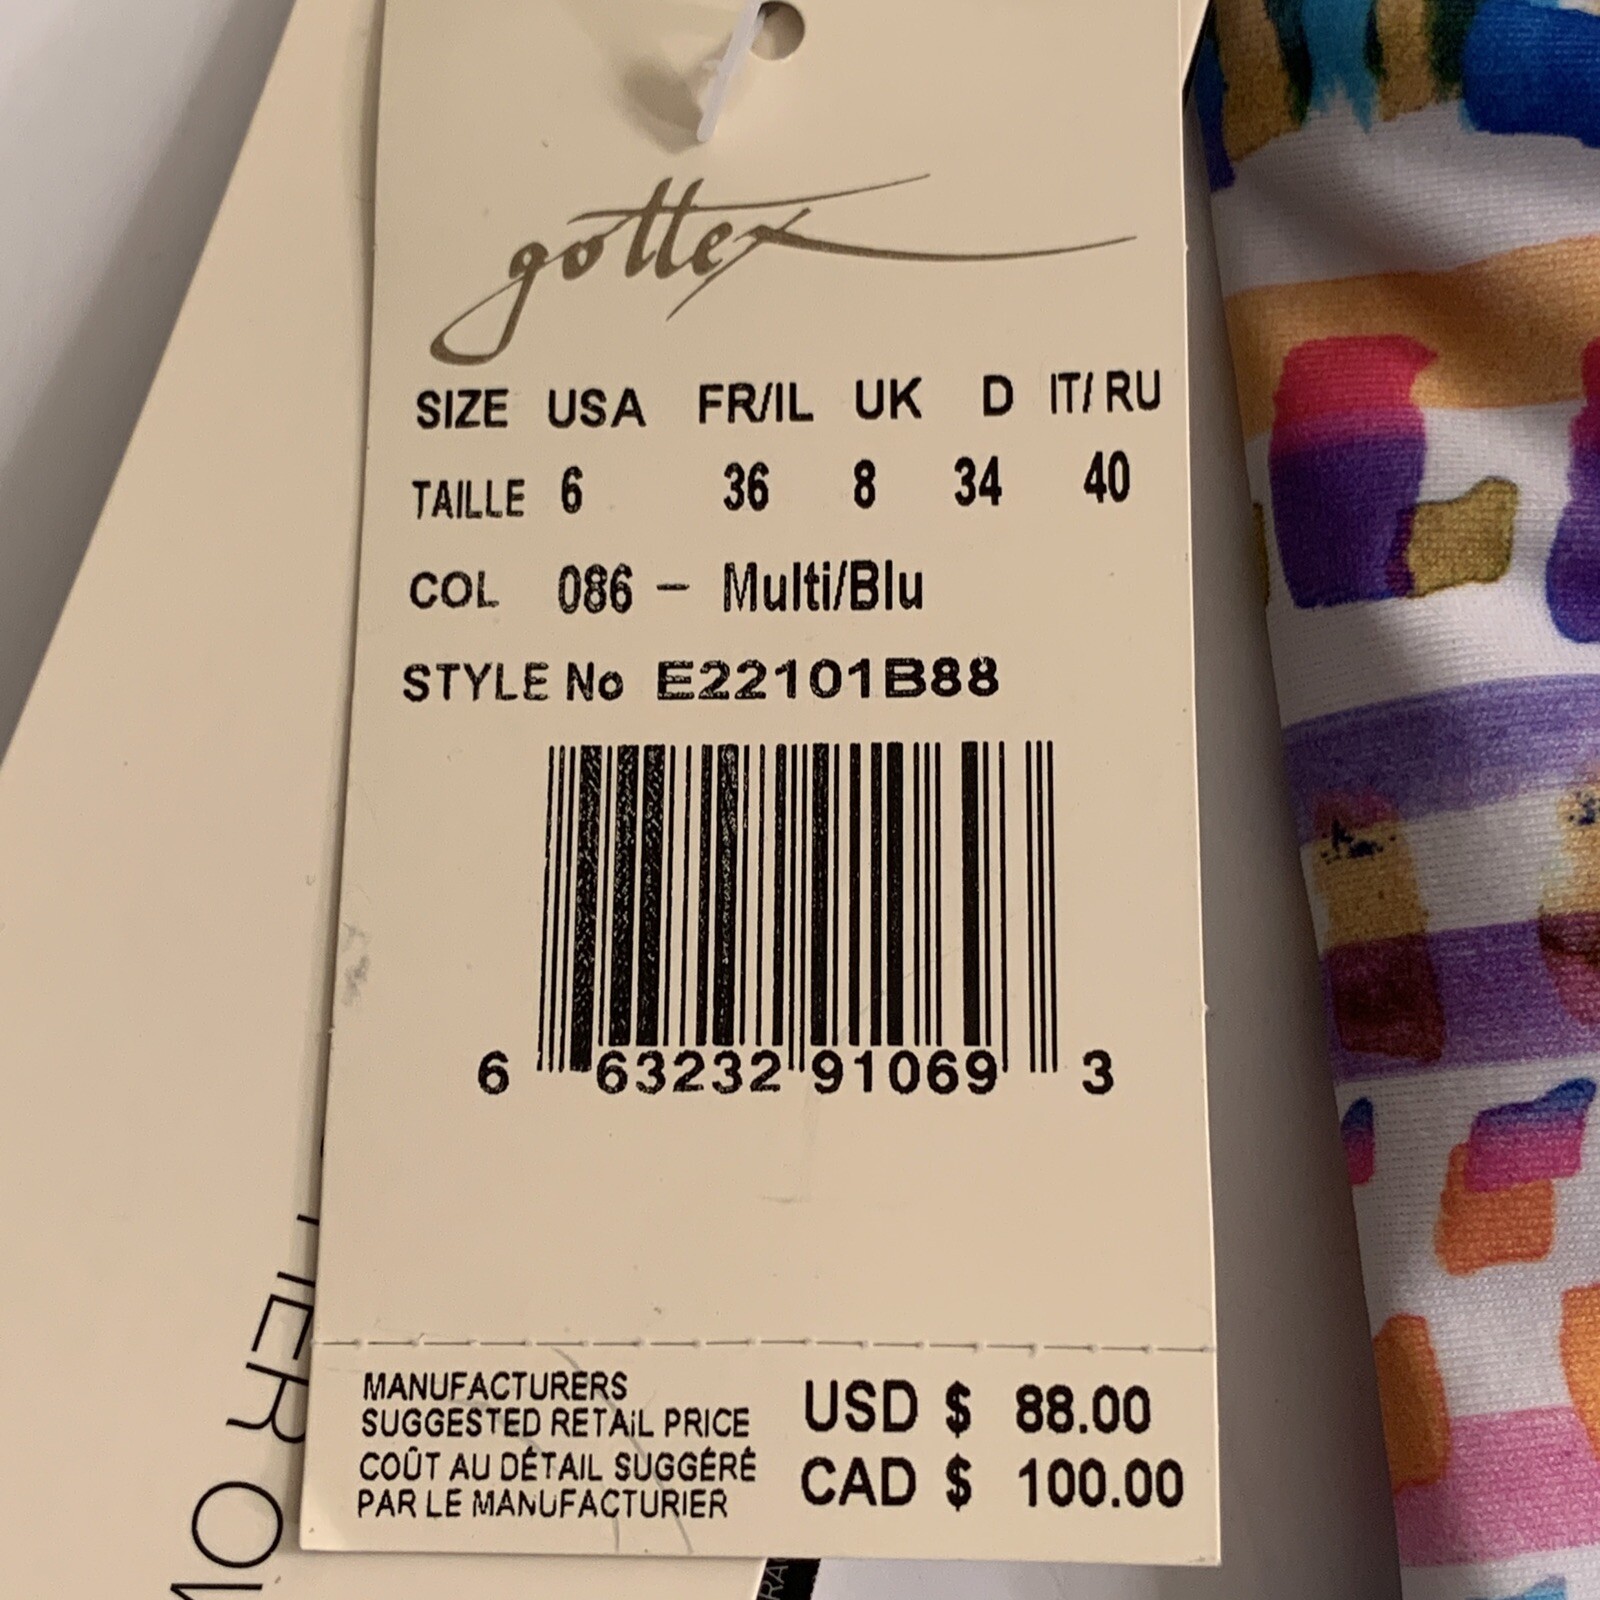 gottex
SIZE USA FR/IL UK D IT/ RU
TAILLE 6 36 8 34 40
COL 086 - Multi/Blu
STYLE No E22101B88
6 63232 91069 3
MANUFACTURERS
SUGGESTED RETAIL PRICE
COÛT AU DÉTAIL SUGGÉRÉ
PAR LE MANUFACTURIER
USD $ 88.00
CAD $ 100.00